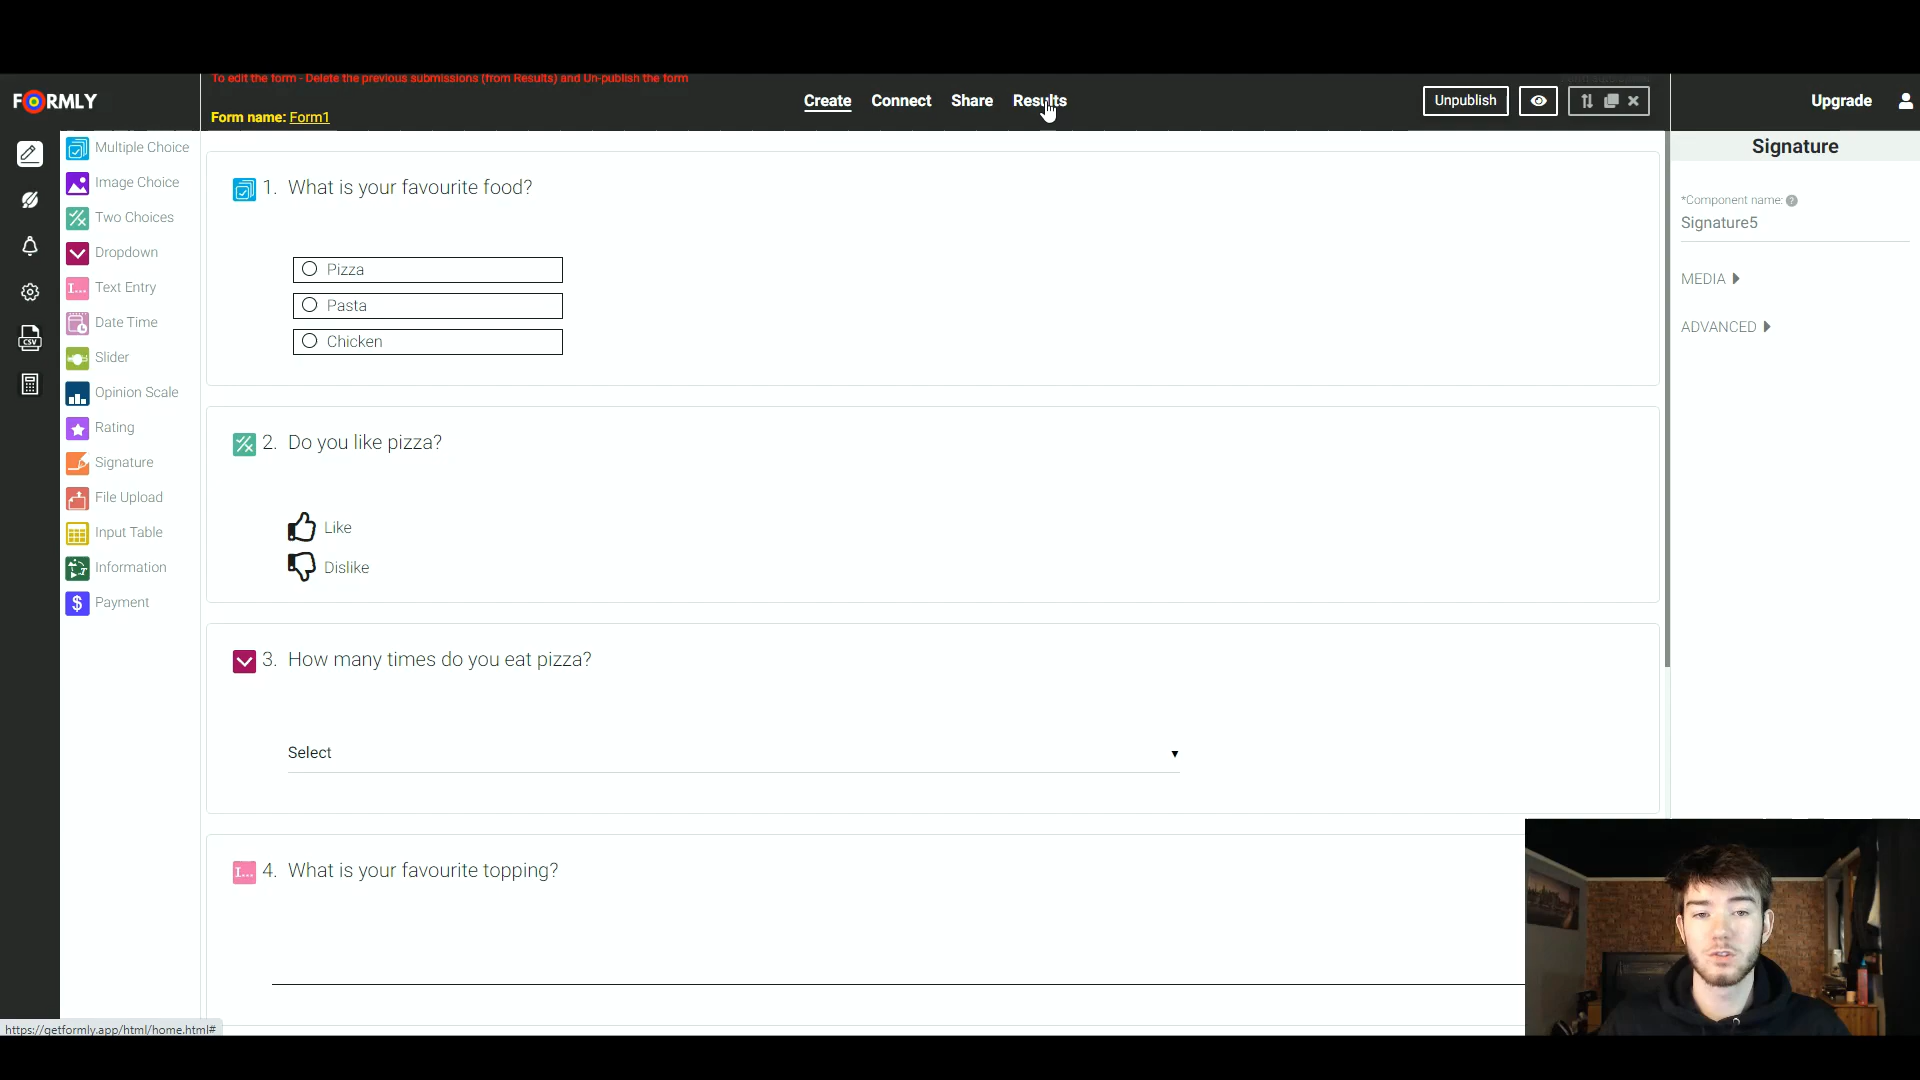 To edit the form - Delete the previous submissions (from Results) and Un-publish the form
FORMLY
Form name: Form1
Create
Connect
Share
Results
Unpublish
Upgrade
Multiple Choice
Image Choice
Two Choices
Dropdown
Text Entry
Date Time
Slider
Opinion Scale
Rating
Signature
File Upload
Input Table
Information
Payment
CSV
I...
$
1. What is your favourite food?
Pizza
Pasta
Chicken
2. Do you like pizza?
Like
Dislike
3. How many times do you eat pizza?
Select
I...
4. What is your favourite topping?
Signature
*Component name: ?
Signature5
MEDIA
ADVANCED
https://getformly.app/html/home.html#